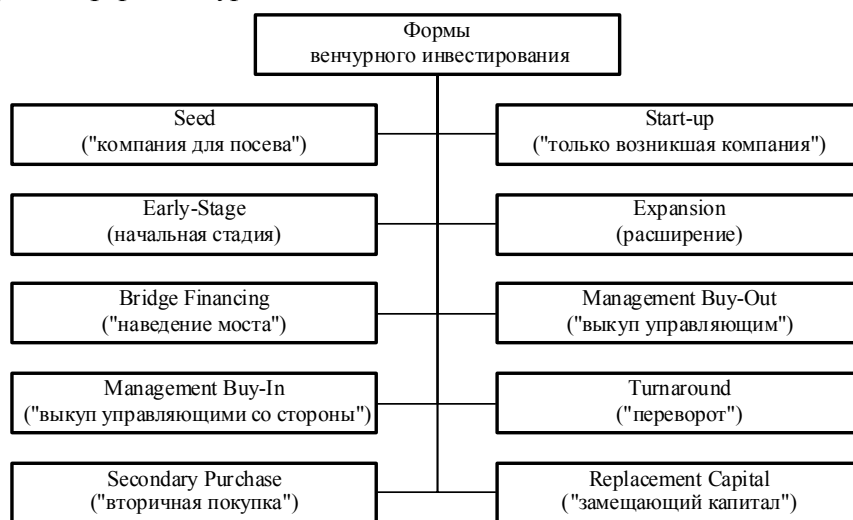 Формы
венчурного инвестирования
Seed
("компания для посева")
Start-up
("только возникшая компания")
Early-Stage
(начальная стадия)
Expansion
(расширение)
Bridge Financing
("наведение моста")
Management Buy-Out
("выкуп управляющим")
Management Buy-In
("выкуп управляющими со стороны")
Turnaround
("переворот")
Secondary Purchase
("вторичная покупка")
Replacement Capital
("замещающий капитал")